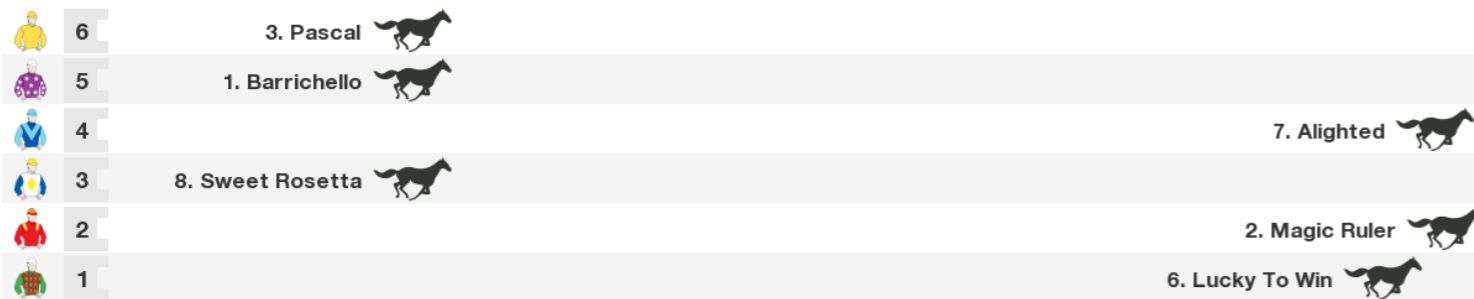 6 3. Pascal
5 1. Barrichello
4 7. Alighted
3 8. Sweet Rosetta
2 2. Magic Ruler
1 6. Lucky To Win